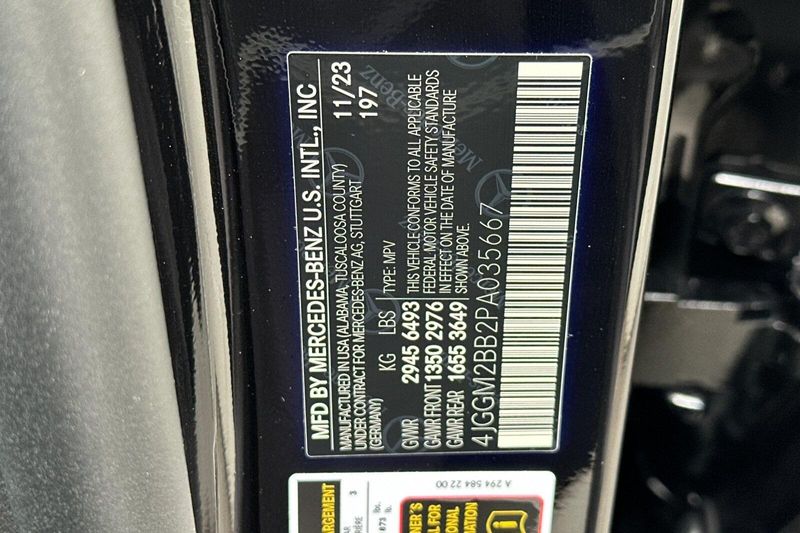 MFD BY MERCEDES-BENZ U.S. INTL., INC
MANUFACTURED IN USA (ALABAMA, TUSCALOOSA COUNTY)
UNDER CONTRACT FOR MERCEDES-BENZ AG, STUTTGART
(GERMANY)
11/23
197
KG LBS TYPE: MPV
GVWR 2945 6493
GAWR FRONT 1350 2976
GAWR REAR 1655 3649
THIS VEHICLE CONFORMS TO ALL APPLICABLE
FEDERAL MOTOR VEHICLE SAFETY STANDARDS
IN EFFECT ON THE DATE OF MANUFACTURE
SHOWN ABOVE.
4JGGM2BB2PA035667
A 294 584 22 00
3